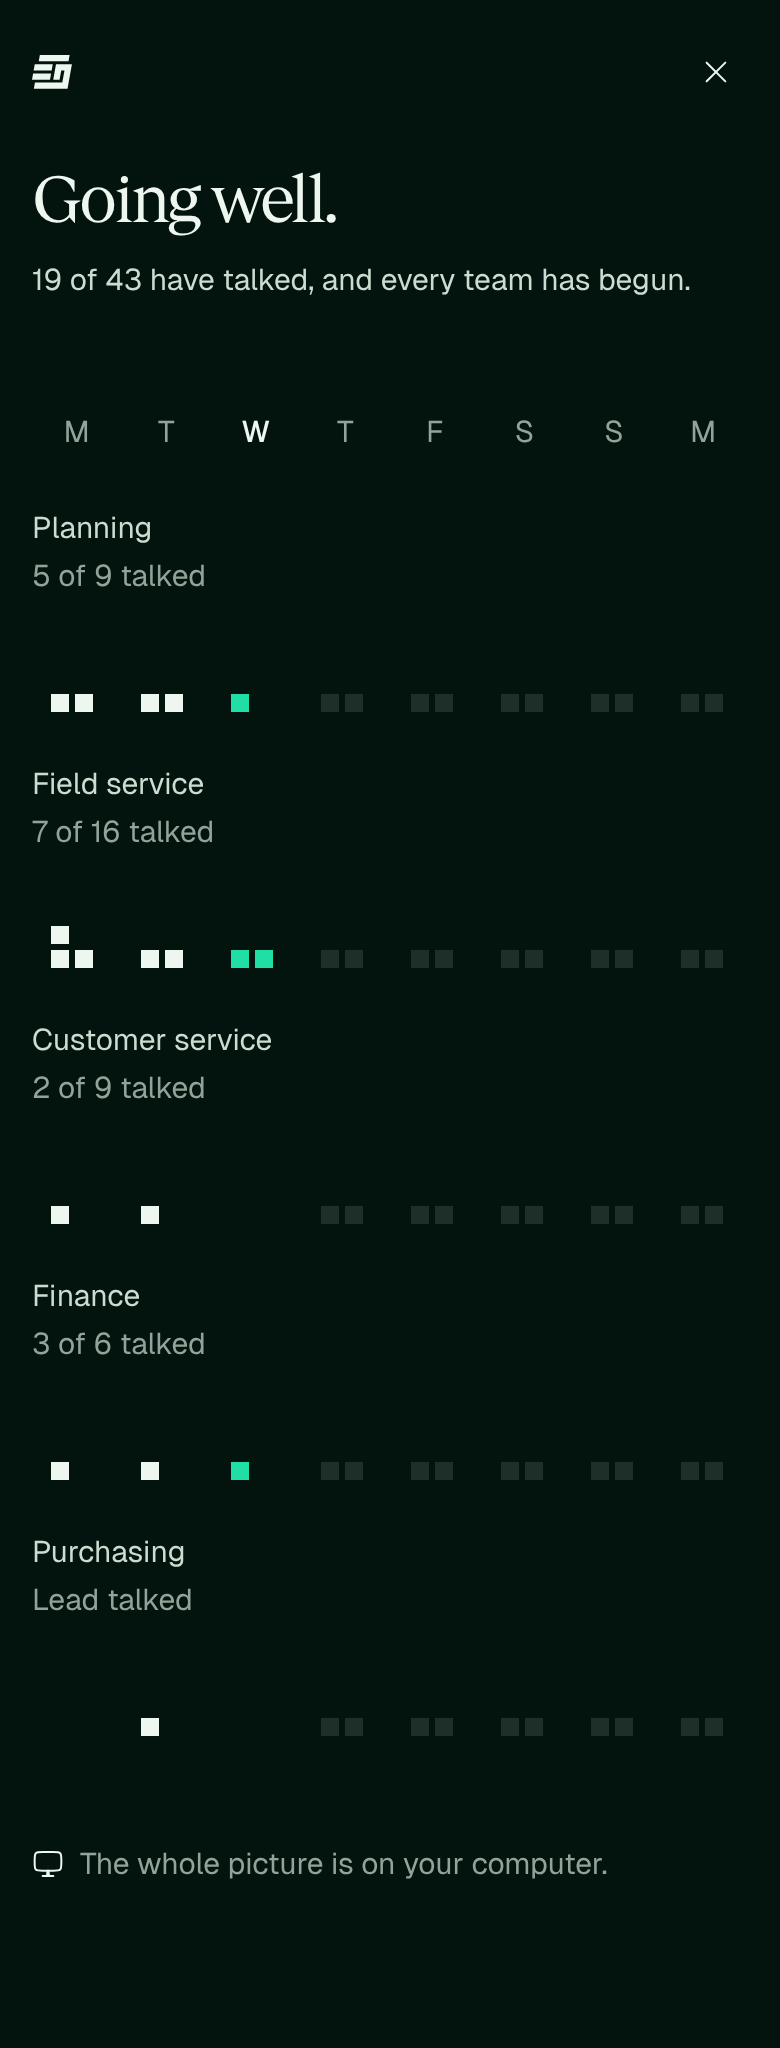 Going well.
19 of 43 have talked, and every team has begun.
M T W T F S S M
Planning
5 of 9 talked
Field service
7 of 16 talked
Customer service
2 of 9 talked
Finance
3 of 6 talked
Purchasing
Lead talked
The whole picture is on your computer.